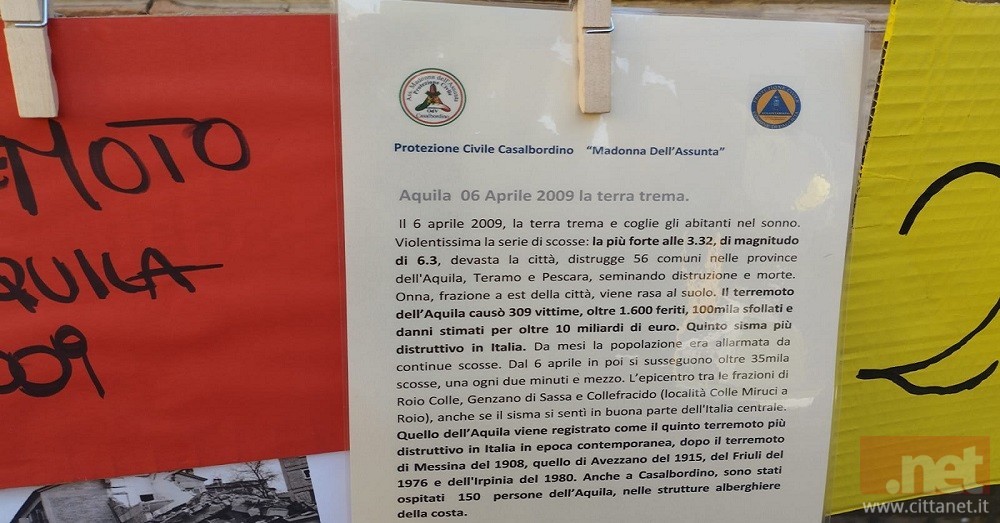 MOTO
QUILA
009
Ass. Madonna dell'Assunta
Protezione Civile
Casalbordino
Protezione Civile Casalbordino "Madonna Dell'Assunta"
Aquila 06 Aprile 2009 la terra trema.
Il 6 aprile 2009, la terra trema e coglie gli abitanti nel sonno.
Violentissima la serie di scosse: la più forte alle 3.32, di magnitudo
di 6.3, devasta la città, distrugge 56 comuni nelle province
dell'Aquila, Teramo e Pescara, seminando distruzione e morte.
Onna, frazione a est della città, viene rasa al suolo. Il terremoto
dell'Aquila causò 309 vittime, oltre 1.600 feriti, 100mila sfollati e
danni stimati per oltre 10 miliardi di euro. Quinto sisma più
distruttivo in Italia. Da mesi la popolazione era allarmata da
continue scosse. Dal 6 aprile in poi si susseguono oltre 35mila
scosse, una ogni due minuti e mezzo. L'epicentro tra le frazioni di
Roio Colle, Genzano di Sassa e Collefracido (località Colle Miruci a
Roio), anche se il sisma si sentì in buona parte dell'Italia centrale.
Quello dell'Aquila viene registrato come il quinto terremoto più
distruttivo in Italia in epoca contemporanea, dopo il terremoto
di Messina del 1908, quello di Avezzano del 1915, del Friuli del
1976 e dell'Irpinia del 1980. Anche a Casalbordino, sono stati
ospitati 150 persone dell'Aquila, nelle strutture alberghiere
della costa.
2
.net
www.cittanet.it